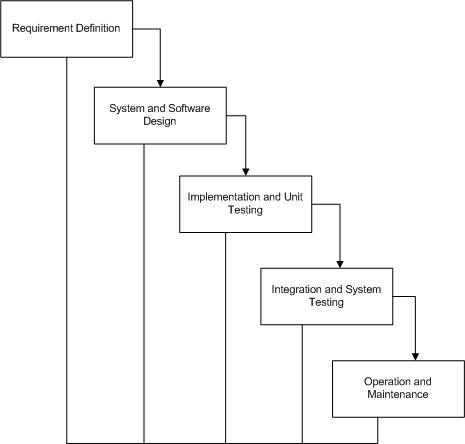 Requirement Definition
System and Software
Design
Implementation and Unit
Testing
Integration and System
Testing
Operation and
Maintenance